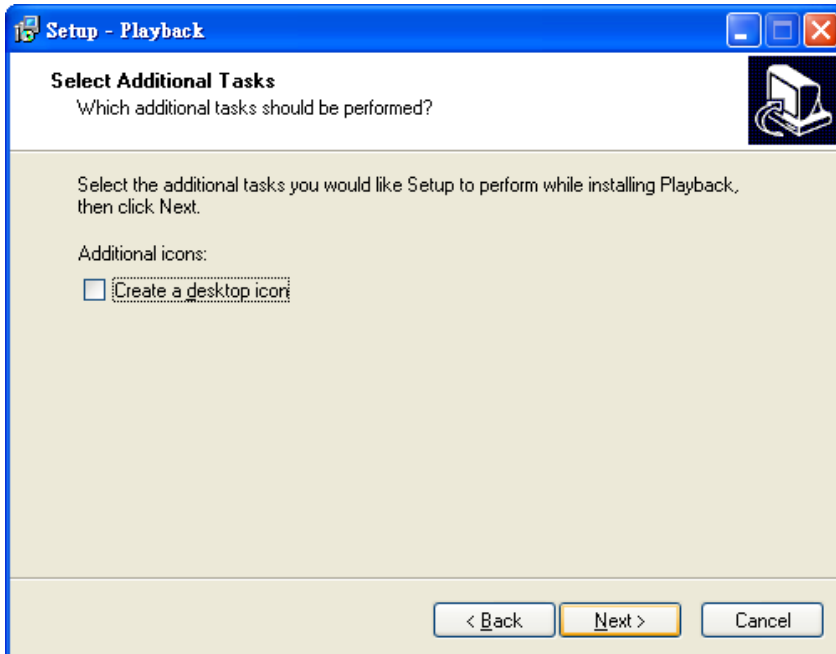 Setup - Playback
Select Additional Tasks
Which additional tasks should be performed?
Select the additional tasks you would like Setup to perform while installing Playback,
then click Next.
Additional icons:
Create a desktop icon
< Back
Next >
Cancel